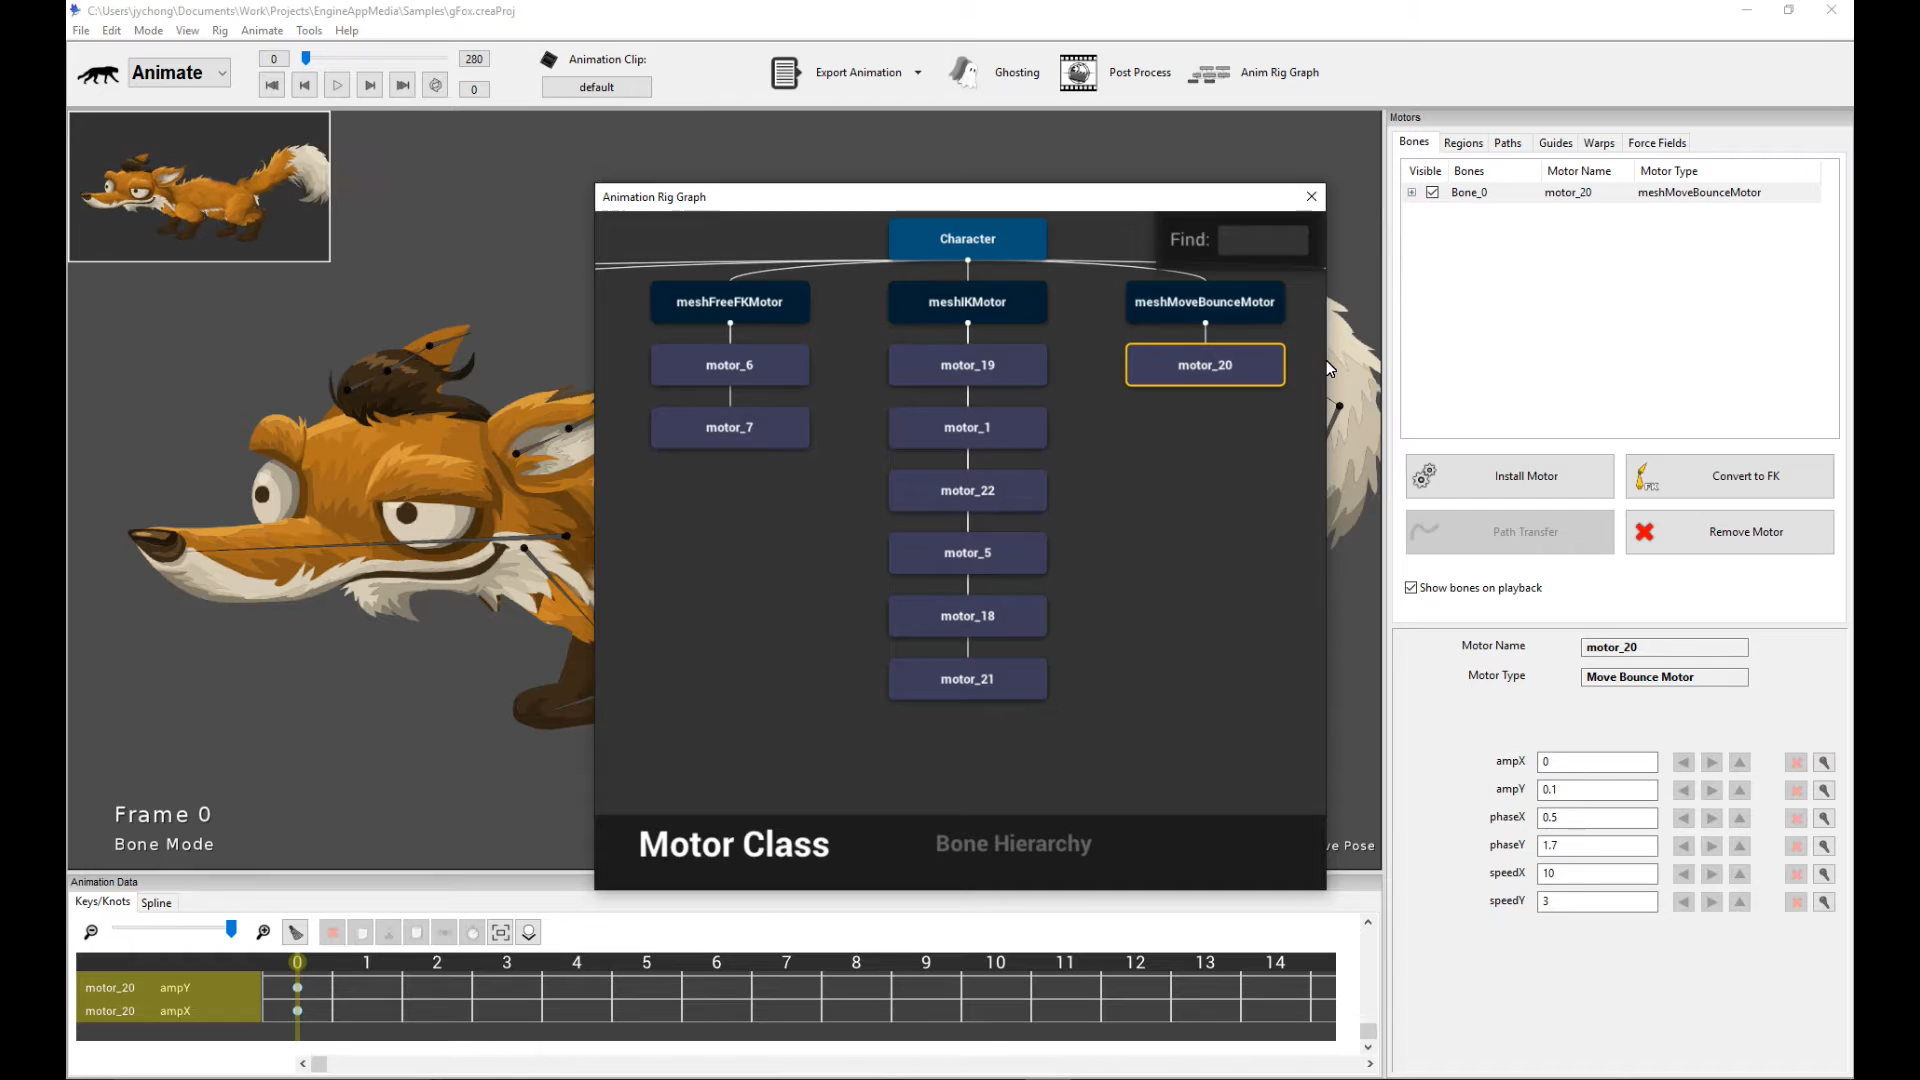 C:\Users\jychong\Documents\Work\Projects\EngineAppMedia\Samples\gFox.creaProj
File Edit Mode View Rig Animate Tools Help
Animate
0
280
0
Animation Clip:
default
Export Animation
Ghosting
Post Process
Anim Rig Graph
Motors
Bones Regions Paths Guides Warps Force Fields
Visible Bones Motor Name Motor Type
Bone_0 motor_20 meshMoveBounceMotor
Install Motor
Convert to FK
FK
Path Transfer
Remove Motor
Show bones on playback
Motor Name motor_20
Motor Type Move Bounce Motor
ampX 0
ampY 0.1
phaseX 0.5
phaseY 1.7
speedX 10
speedY 3
Animation Rig Graph
Character
Find:
meshFreeFKMotor meshIKMotor meshMoveBounceMotor
motor_6 motor_19 motor_20
motor_7 motor_1
motor_22
motor_5
motor_18
motor_21
Motor Class Bone Hierarchy
Frame 0
Bone Mode
ve Pose
Animation Data
Keys/Knots Spline
0 1 2 3 4 5 6 7 8 9 10 11 12 13 14
motor_20 ampY
motor_20 ampX